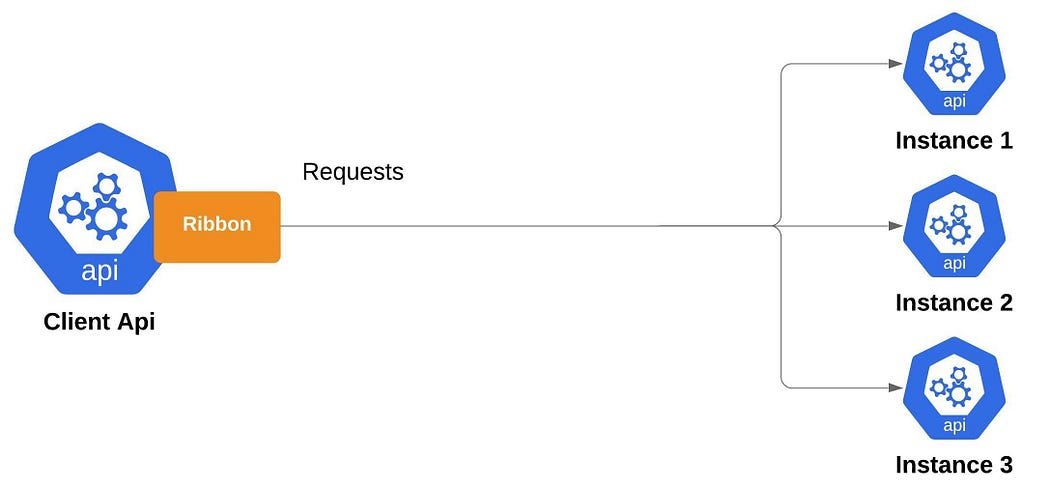 api
Instance 1
Requests
Ribbon
api
Client Api
api
Instance 2
api
Instance 3